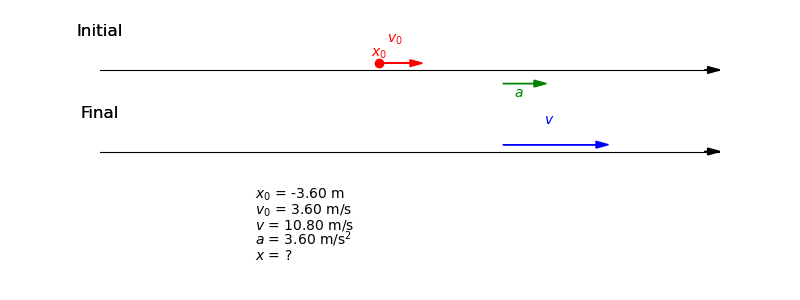 Initial
v₀
x₀
a
Final
v
x₀ = -3.60 m
v₀ = 3.60 m/s
v = 10.80 m/s
a = 3.60 m/s²
x = ?